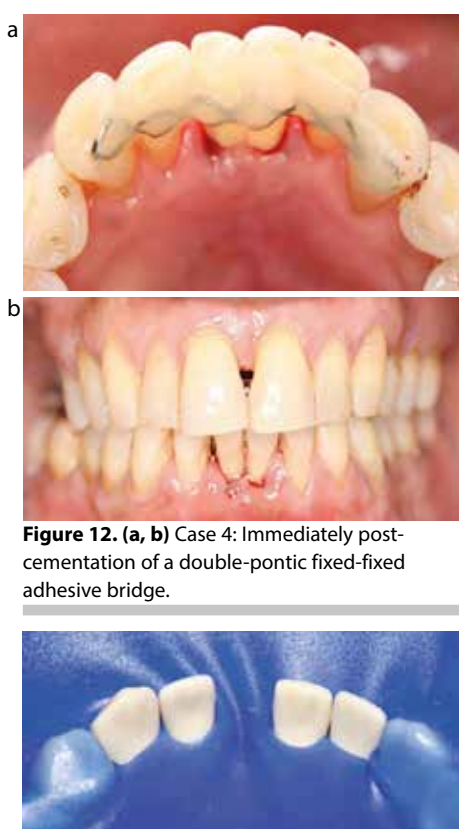 a
b
Figure 12. (a, b) Case 4: Immediately post-
cementation of a double-pontic fixed-fixed
adhesive bridge.